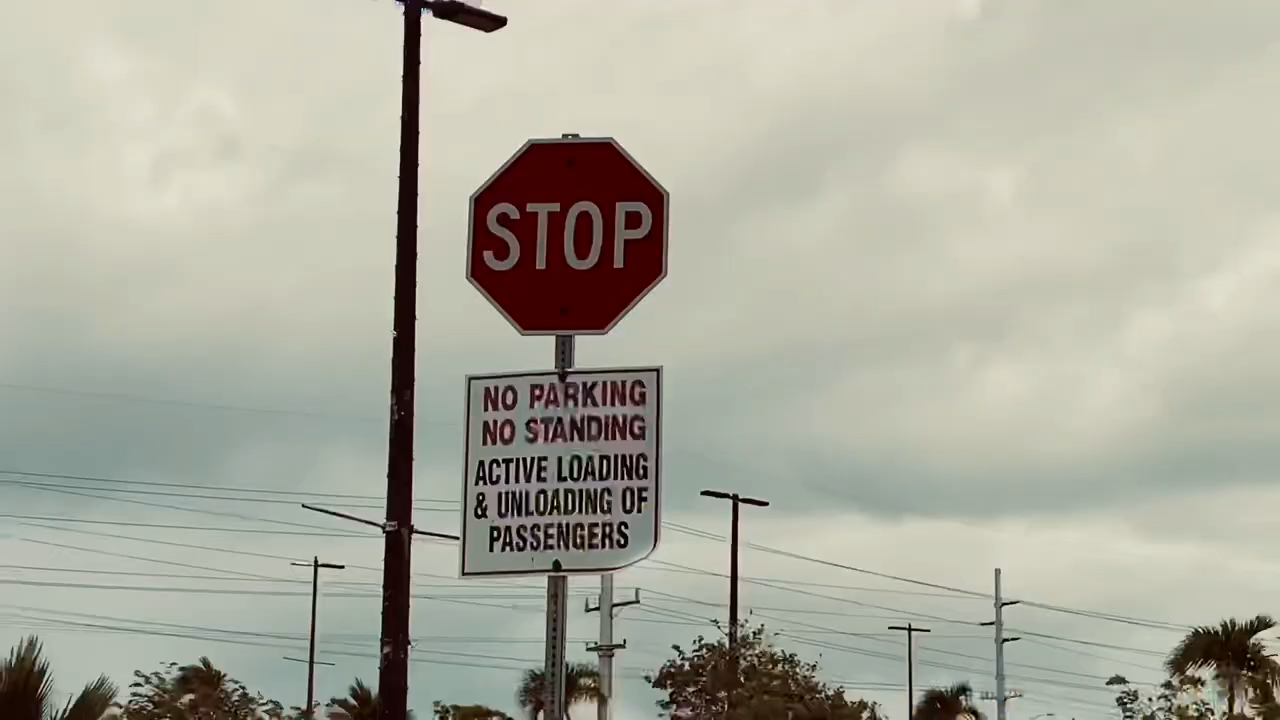 STOP
NO PARKING
NO STANDING
ACTIVE LOADING
& UNLOADING OF
PASSENGERS